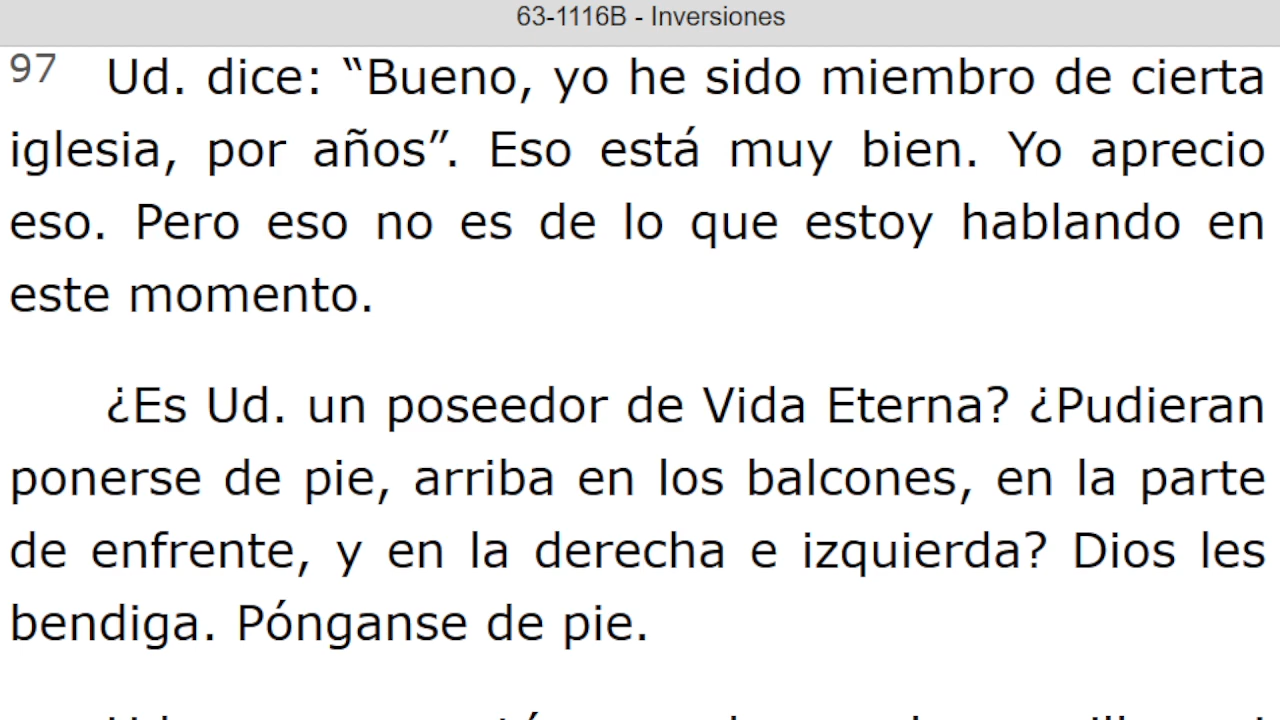 63-1116B - Inversiones
97 Ud. dice: “Bueno, yo he sido miembro de cierta
iglesia, por años”. Eso está muy bien. Yo aprecio
eso. Pero eso no es de lo que estoy hablando en
este momento.
¿Es Ud. un poseedor de Vida Eterna? ¿Pudieran
ponerse de pie, arriba en los balcones, en la parte
de enfrente, y en la derecha e izquierda? Dios les
bendiga. Pónganse de pie.